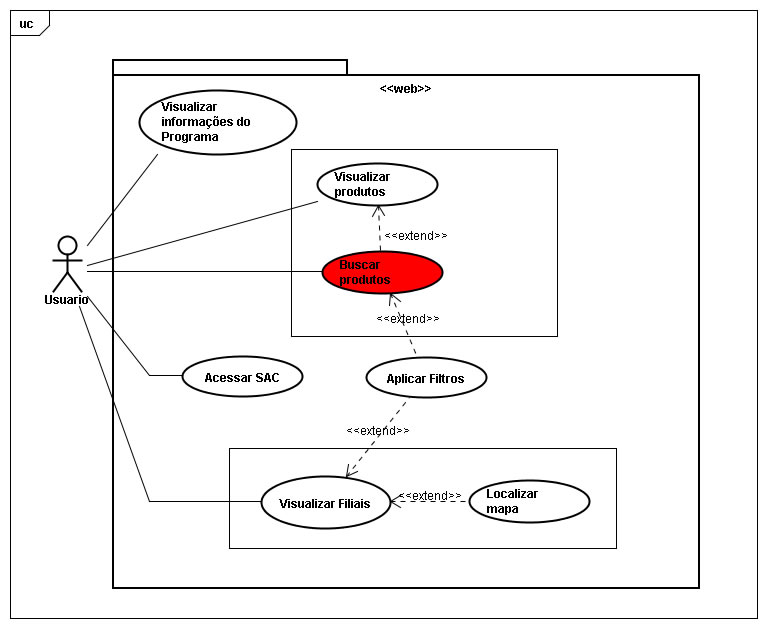 uc
<<web>>
Visualizar
informações do
Programa
Visualizar
produtos
<<extend>>
Buscar
produtos
Usuario
<<extend>>
Acessar SAC
Aplicar Filtros
<<extend>>
Visualizar Filiais
<<extend>>
Localizar
mapa